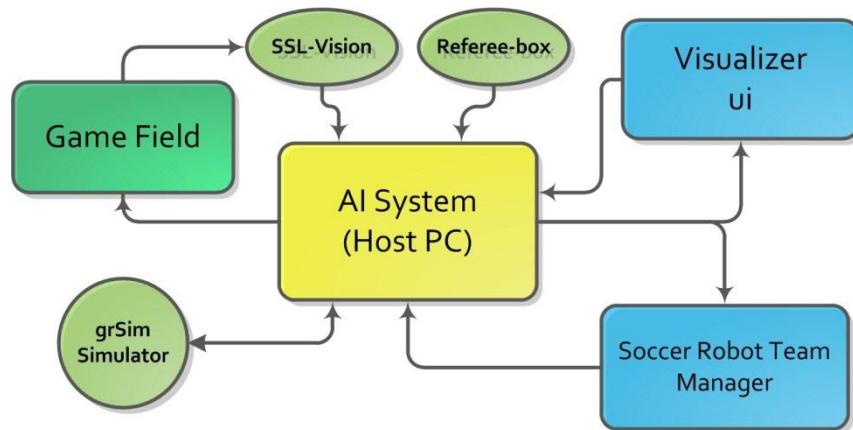 SSL-Vision
Referee-box
Visualizer
ui
Game Field
AI System
(Host PC)
grSim
Simulator
Soccer Robot Team
Manager